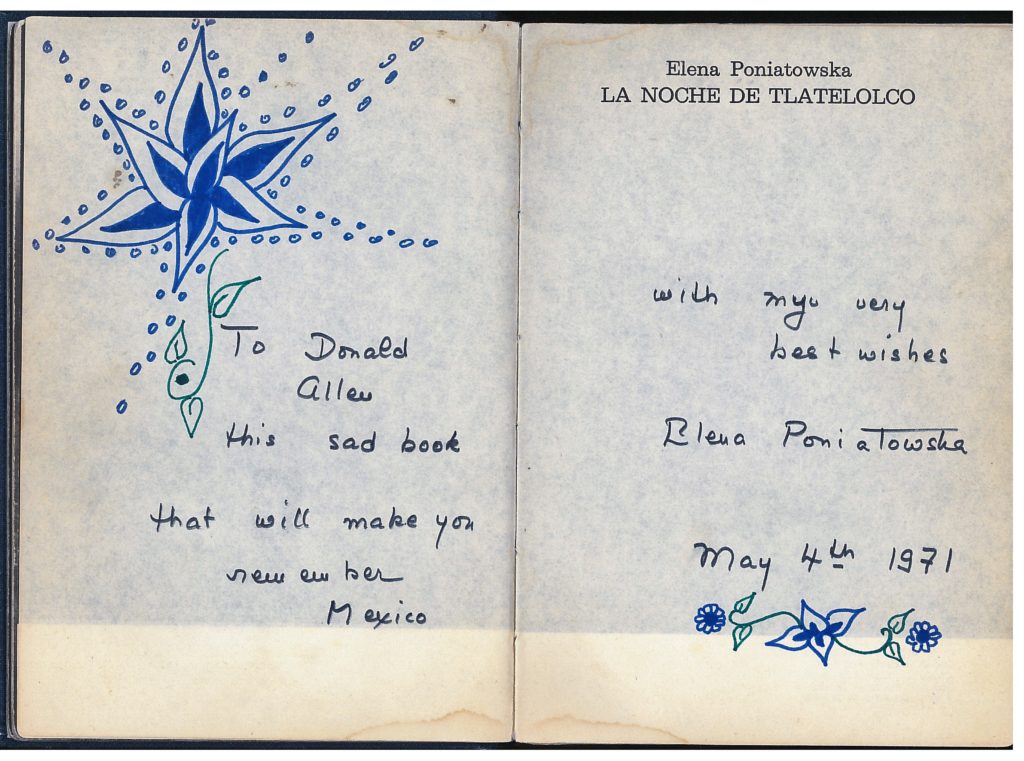 To Donald
Allen
this sad book
that will make you
remember
Mexico
Elena Poniatowska
LA NOCHE DE TLATELOLCO
with my very
best wishes
Elena Poniatowska
May 4th 1971